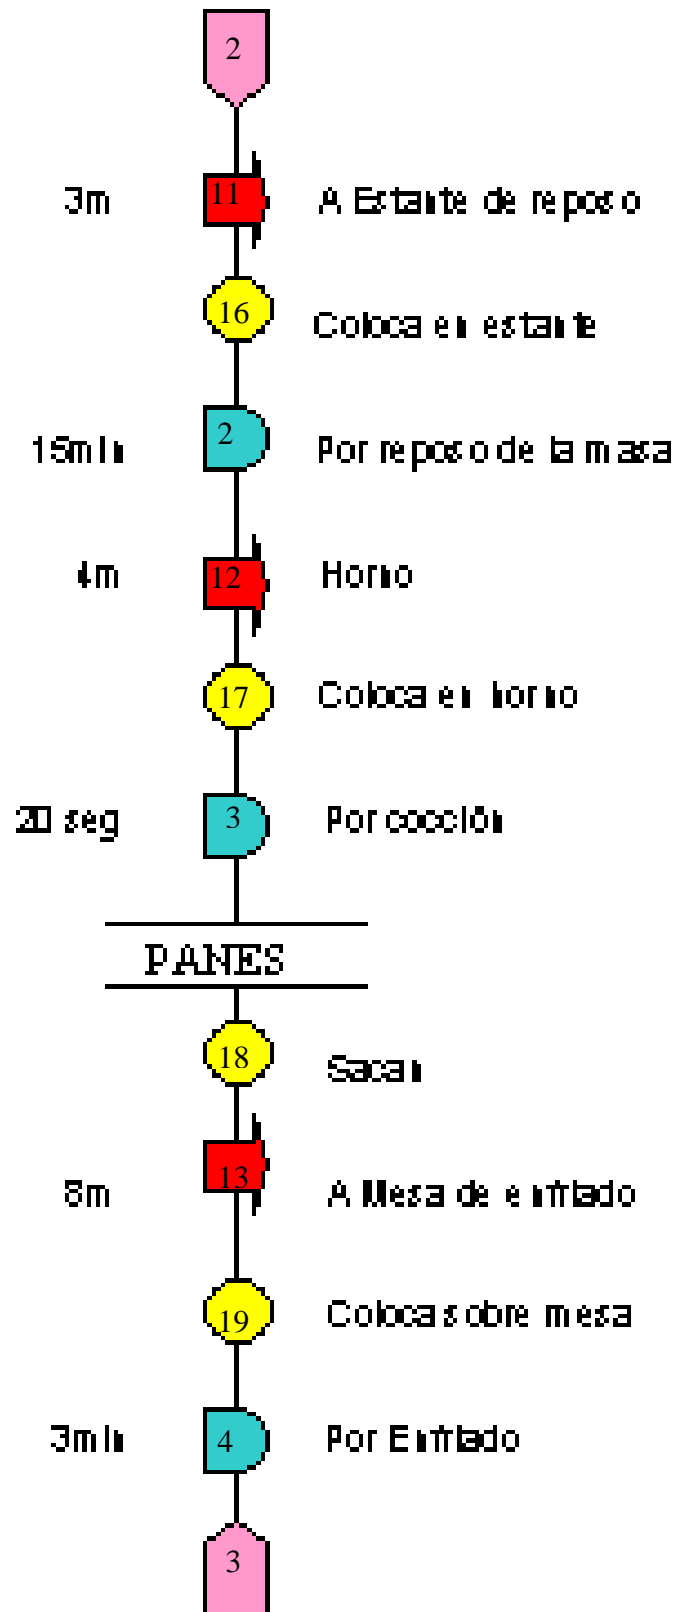 2
3m 11 A Estante de reposo
16 Coloca en estante
15min 2 Por reposo de la masa
4m 12 Horno
17 Coloca en horno
20 seg 3 Por cocción
PANES
18 Sacan
8m 13 A Mesa de enfriado
19 Coloca sobre mesa
3min 4 Por Enfriado
3